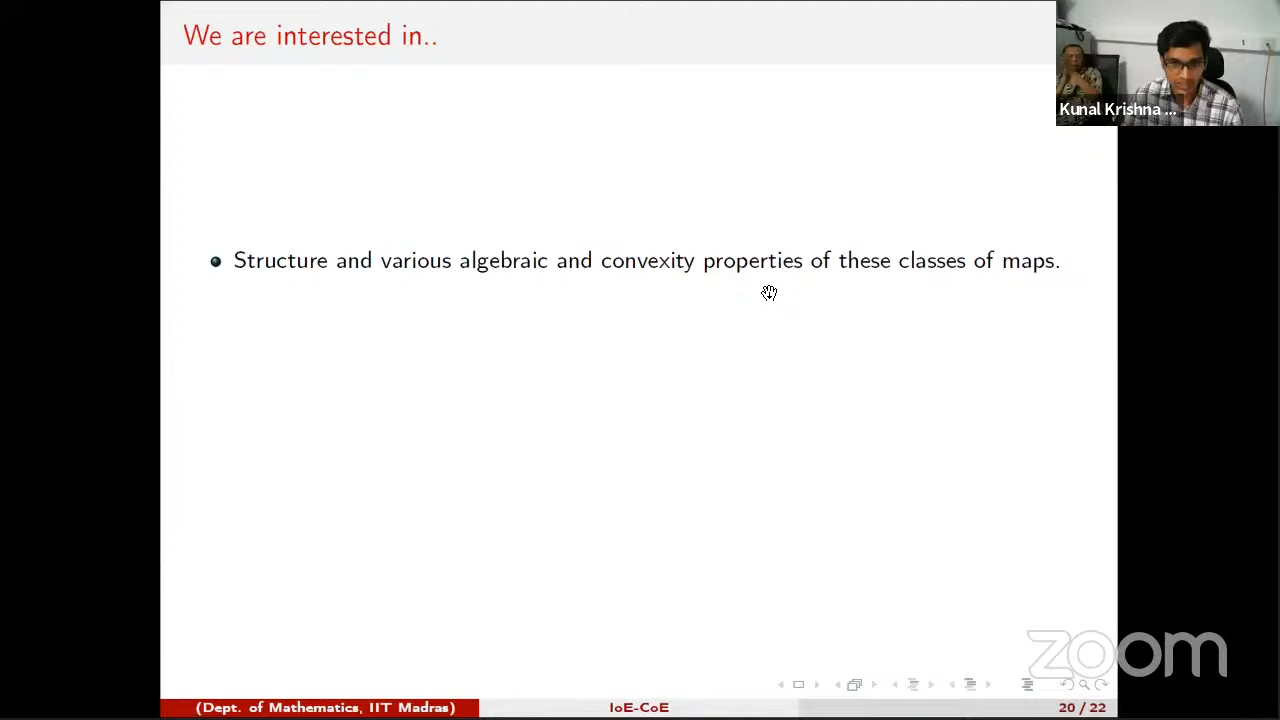 We are interested in..
Kunal Krishna ...
Structure and various algebraic and convexity properties of these classes of maps.
zoom
(Dept. of Mathematics, IIT Madras)
IoE-CoE
20 / 22